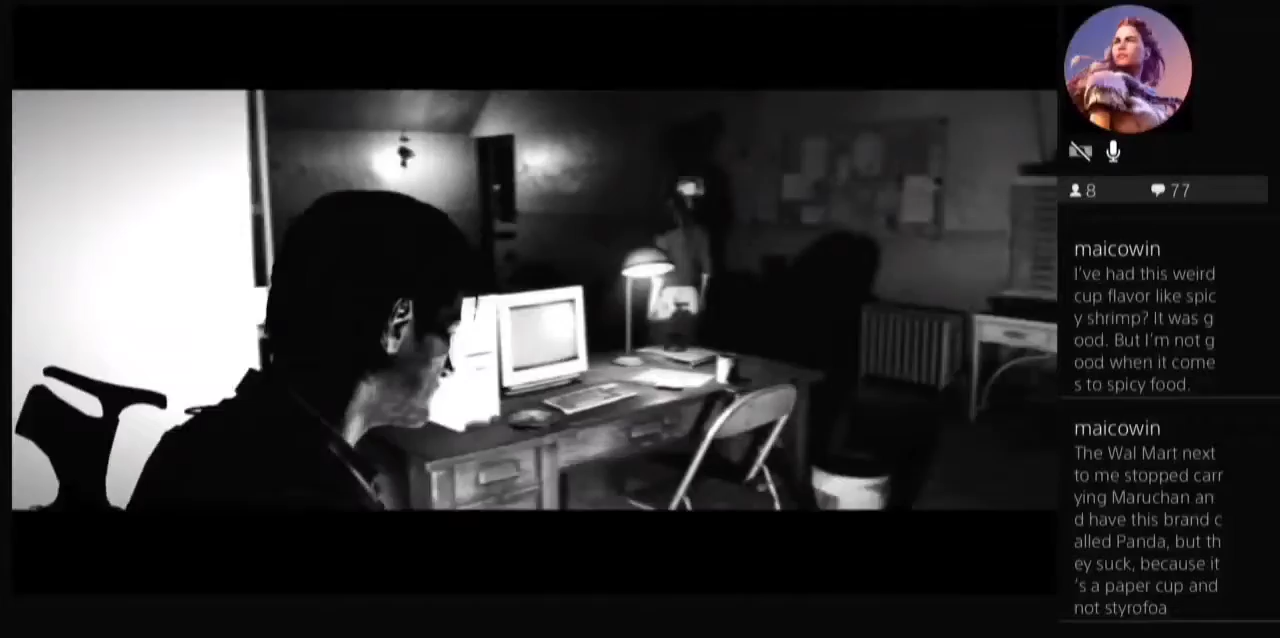 8 77
maicowin
I've had this weird
cup flavor like spic
y shrimp? It was g
ood. But I'm not g
ood when it come
s to spicy food.
maicowin
The Wal Mart next
to me stopped carr
ying Maruchan an
d have this brand c
alled Panda, but th
ey suck, because it
's a paper cup and
not styrofoa